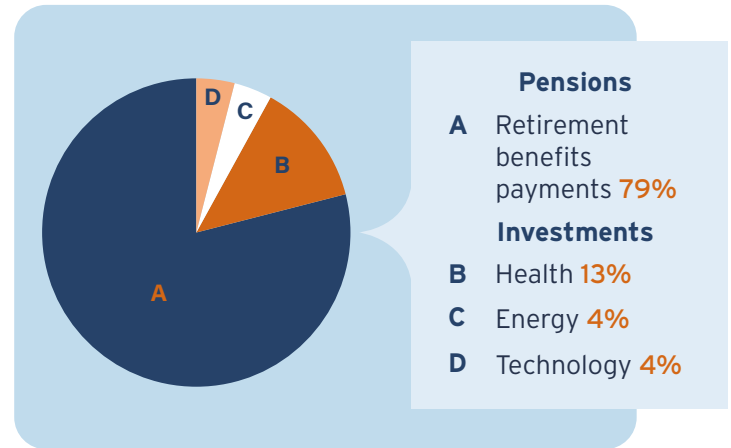 D
C
B
A
Pensions
A Retirement
benefits
payments 79%
Investments
B Health 13%
C Energy 4%
D Technology 4%